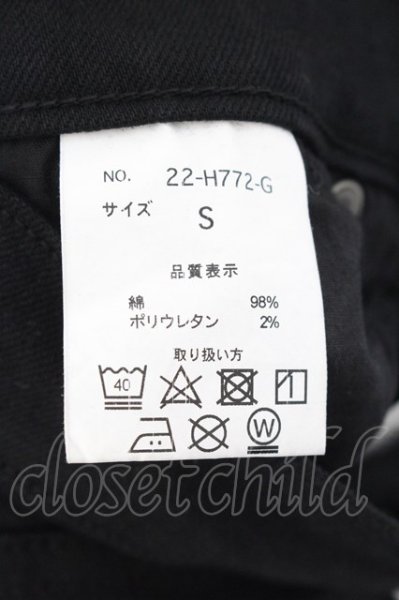 NO. 22-H772-G
サイズ S
品質表示
綿 98%
ポリウレタン 2%
取り扱い方
40
W
closetchild